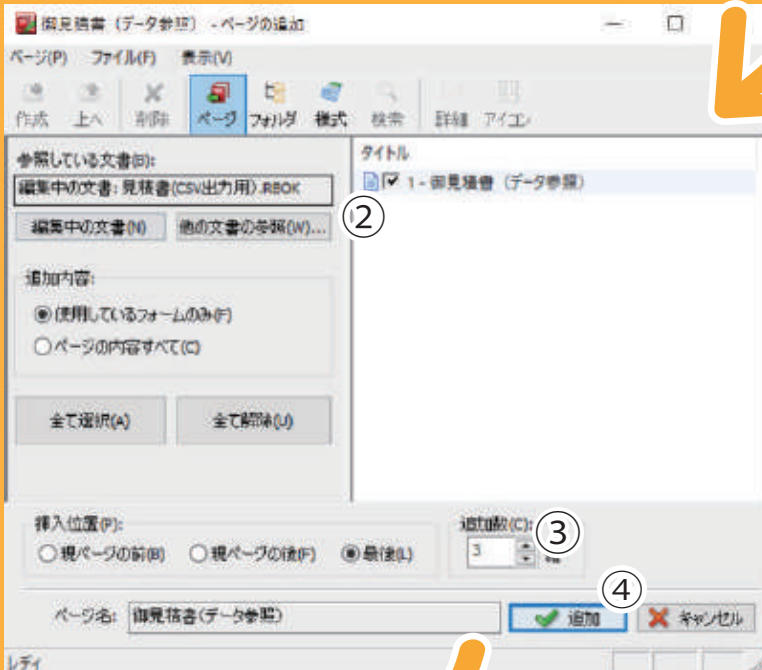 御見積書（データ参照） - ページの追加
ページ(P) ファイル(F) 表示(V)
作成 上へ 削除 ページ フォルダ 様式 検索 詳細 アイコン
参照している文書(B):
編集中の文書: 見積書(CSV出力用).RBOK
編集中の文書(N) 他の文書の参照(W)...
②
追加内容:
使用しているフォームのみ(F)
ページの内容すべて(C)
全て選択(A) 全て解除(U)
タイトル
1 - 御見積書（データ参照）
挿入位置(P):
現ページの前(B) 現ページの後(F) 最後(L)
追加数(C):
③
3
④
ページ名: 御見積書(データ参照)
追加 キャンセル
レディ